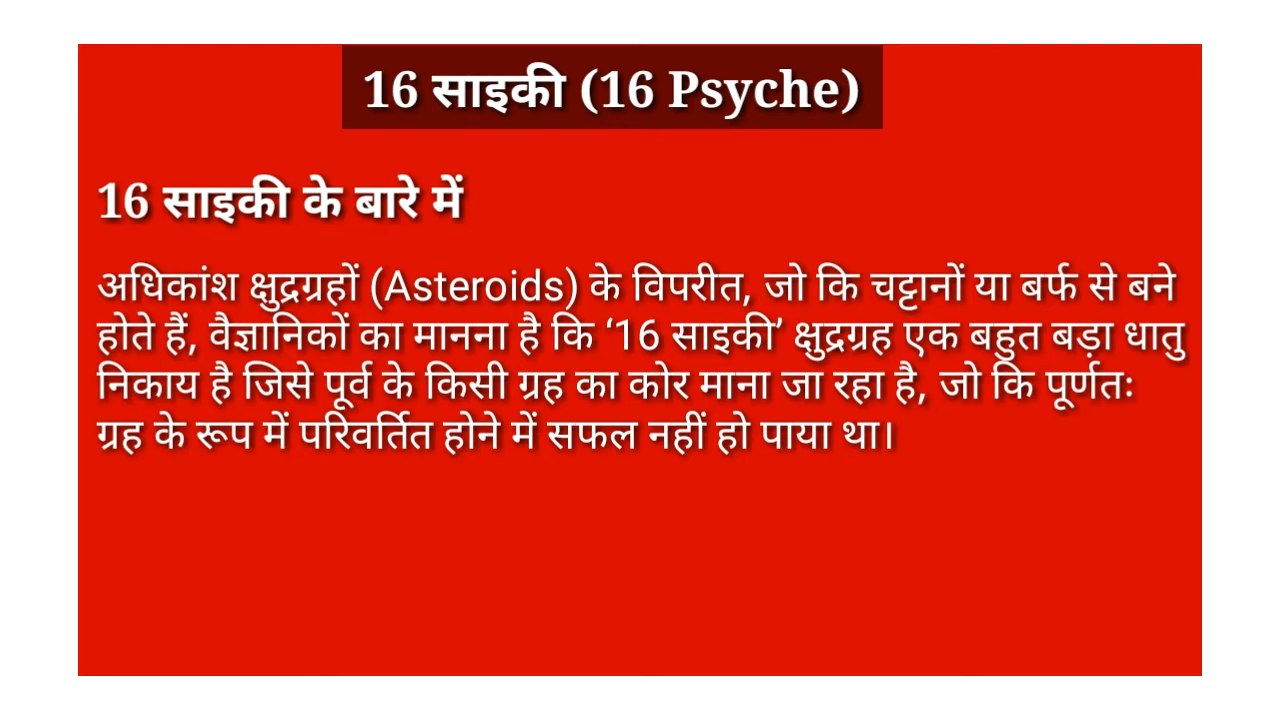 16 साइकी (16 Psyche)
16 साइकी के बारे में
अधिकांश क्षुद्रग्रहों (Asteroids) के विपरीत, जो कि चट्टानों या बर्फ से बने
होते हैं, वैज्ञानिकों का मानना है कि ‘16 साइकी’ क्षुद्रग्रह एक बहुत बड़ा धातु
निकाय है जिसे पूर्व के किसी ग्रह का कोर माना जा रहा है, जो कि पूर्णतः
ग्रह के रूप में परिवर्तित होने में सफल नहीं हो पाया था।